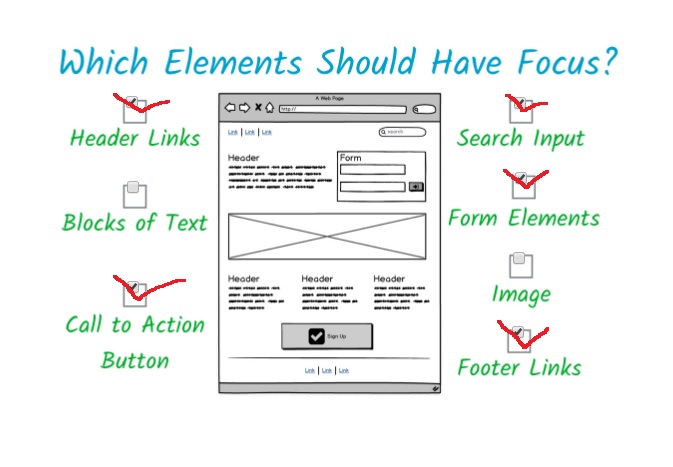 Which Elements Should Have Focus?
Header Links
Blocks of Text
Call to Action
Button
A Web Page
http://
Link | Link | Link
search
Header
Form
Header Header Header
Sign Up
Link | Link | Link
Search Input
Form Elements
Image
Footer Links